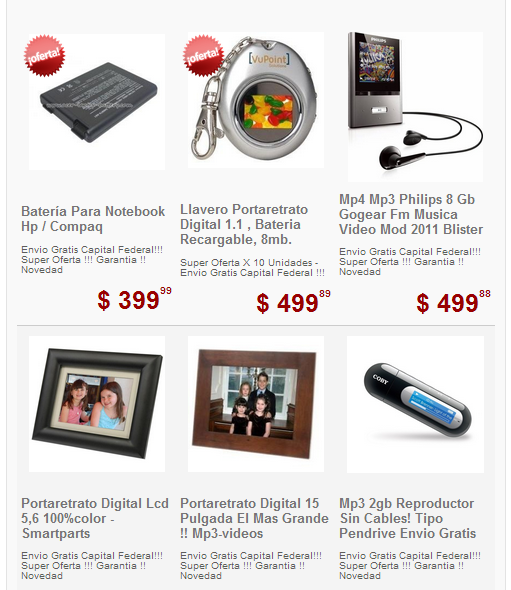 ¡oferta!
¡oferta!
[VuPoint
PHILIPS
Batería Para Notebook
Hp / Compaq
Envio Gratis Capital Federal!!!
Super Oferta !!! Garantia !!
Novedad
$ 399 99
Llavero Portaretrato
Digital 1.1 , Bateria
Recargable, 8mb.
Super Oferta X 10 Unidades -
Envio Gratis Capital Federal !!!
$ 499 89
Mp4 Mp3 Philips 8 Gb
Gogear Fm Musica
Video Mod 2011 Blister
Envio Gratis Capital Federal!!!
Super Oferta !!! Garantia !!
Novedad
$ 499 88
COBY
Portaretrato Digital Lcd
5,6 100%color -
Smartparts
Envio Gratis Capital Federal!!!
Super Oferta !!! Garantia !!
Novedad
Portaretrato Digital 15
Pulgada El Mas Grande
!! Mp3-videos
Envio Gratis Capital Federal!!!
Super Oferta !!! Garantia !!
Novedad
Mp3 2gb Reproductor
Sin Cables! Tipo
Pendrive Envio Gratis
Envio Gratis Capital Federal!!!
Super Oferta !!! Garantia !!
Novedad